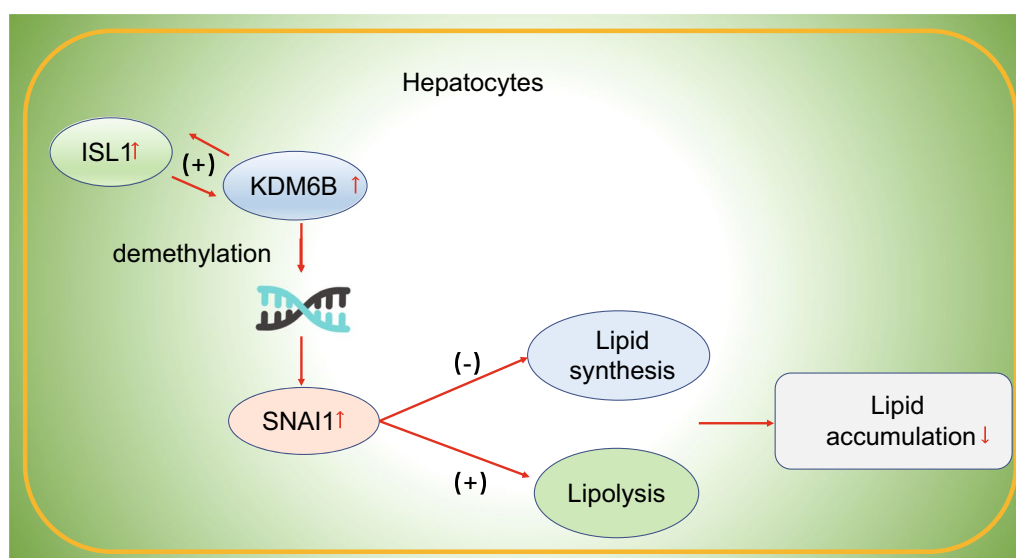 Hepatocytes
ISL1↑
(+)
KDM6B ↑
demethylation
(-)
Lipid
synthesis
SNAI1↑
Lipid
accumulation↓
(+)
Lipolysis